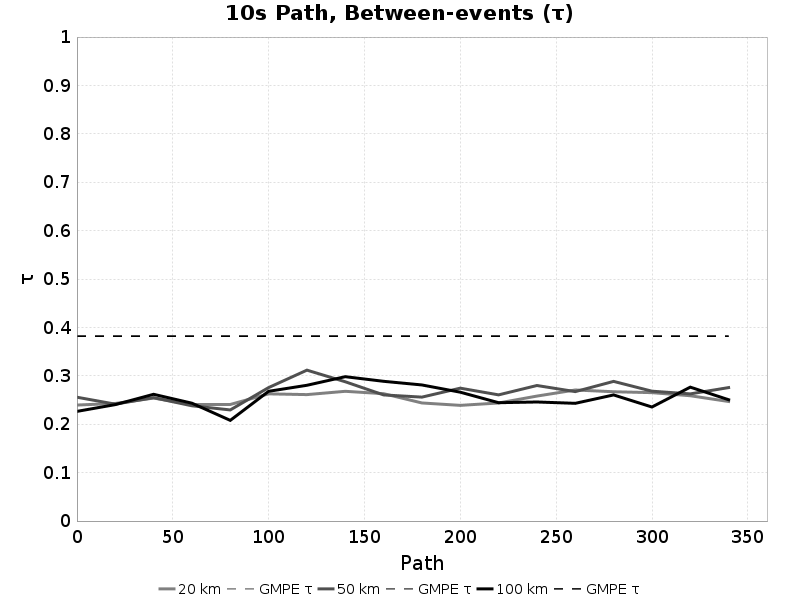 10s Path, Between-events (τ)
1
0.9
0.8
0.7
0.6
0.5
0.4
0.3
0.2
0.1
0
τ
0 50 100 150 200 250 300 350
Path
20 km GMPE τ 50 km GMPE τ 100 km GMPE τ